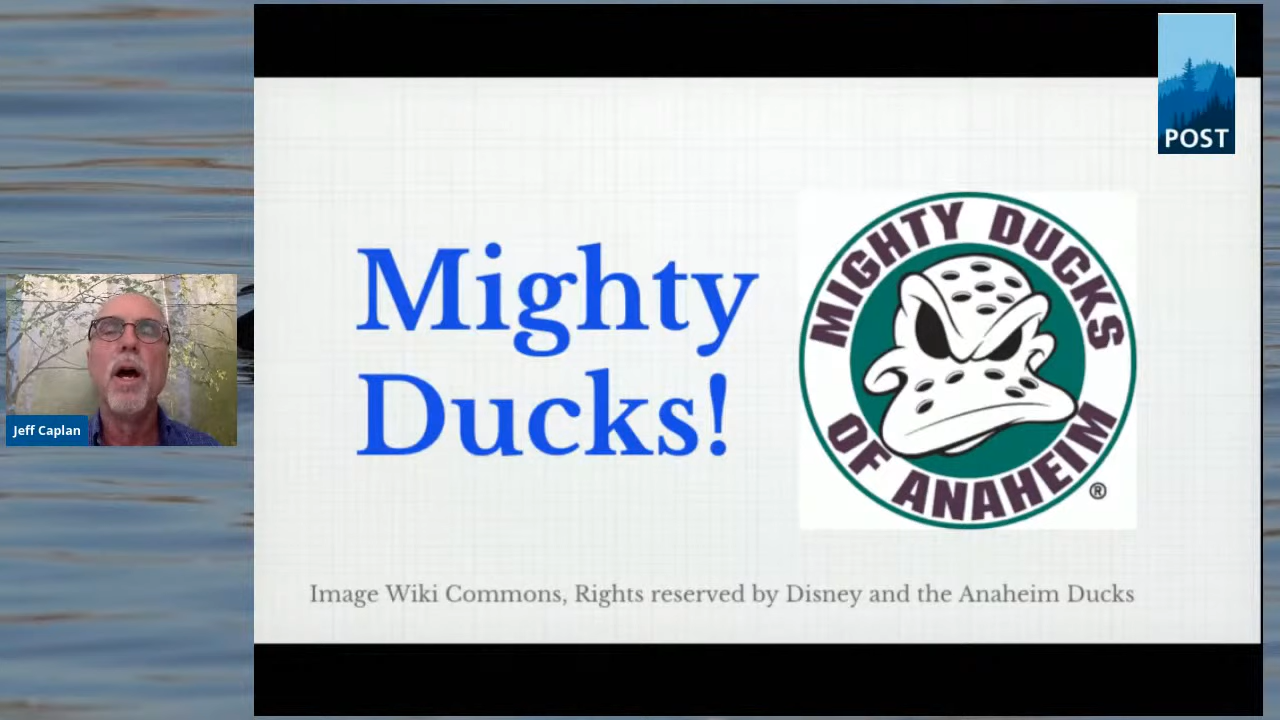 POST
Mighty
Ducks!
MIGHTY DUCKS
OF ANAHEIM
®
Jeff Caplan
Image Wiki Commons, Rights reserved by Disney and the Anaheim Ducks